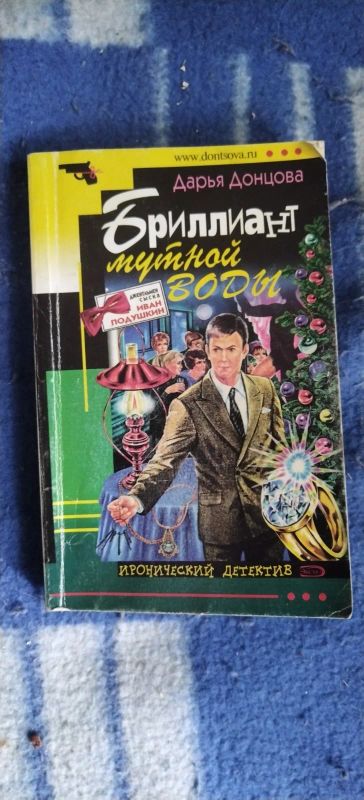 www.dontsova.ru
Дарья Донцова
Бриллиант
мутной
воды
джентльмен
сыска
Иван
Подушкин
иронический детектив